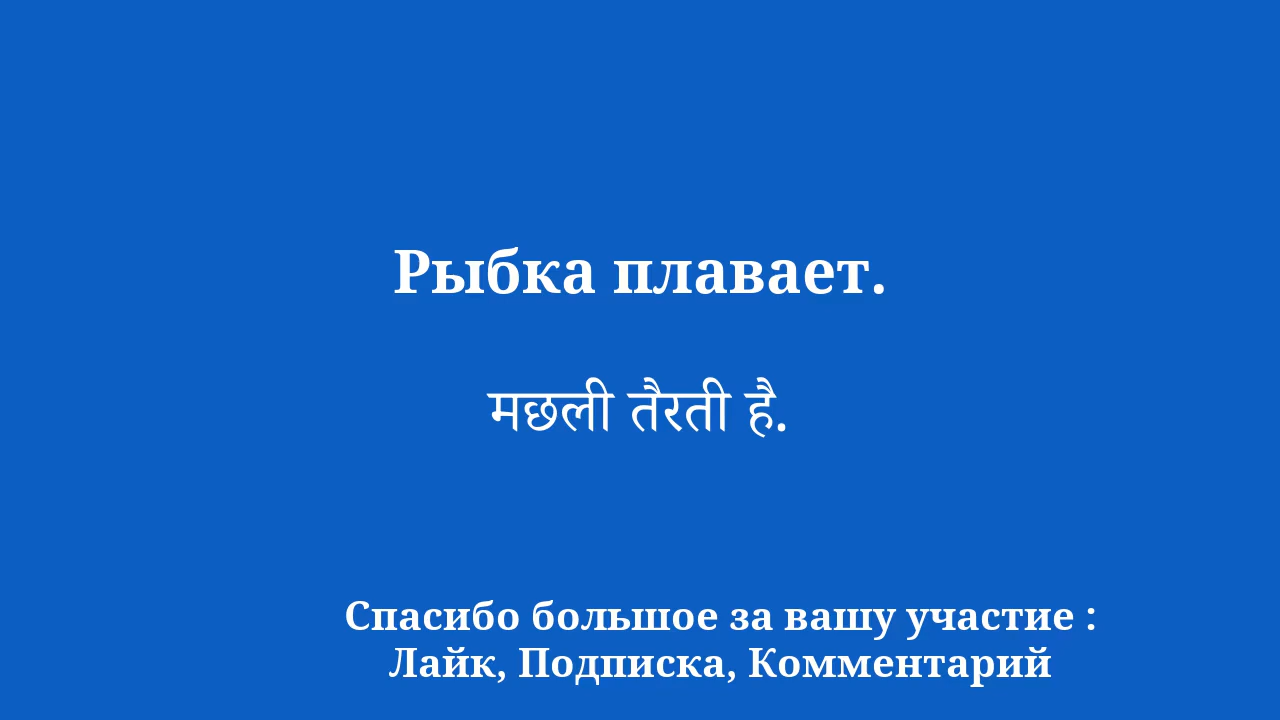 Рыбка плавает.
मछली तैरती है.
Спасибо большое за вашу участие :
Лайк, Подписка, Комментарий